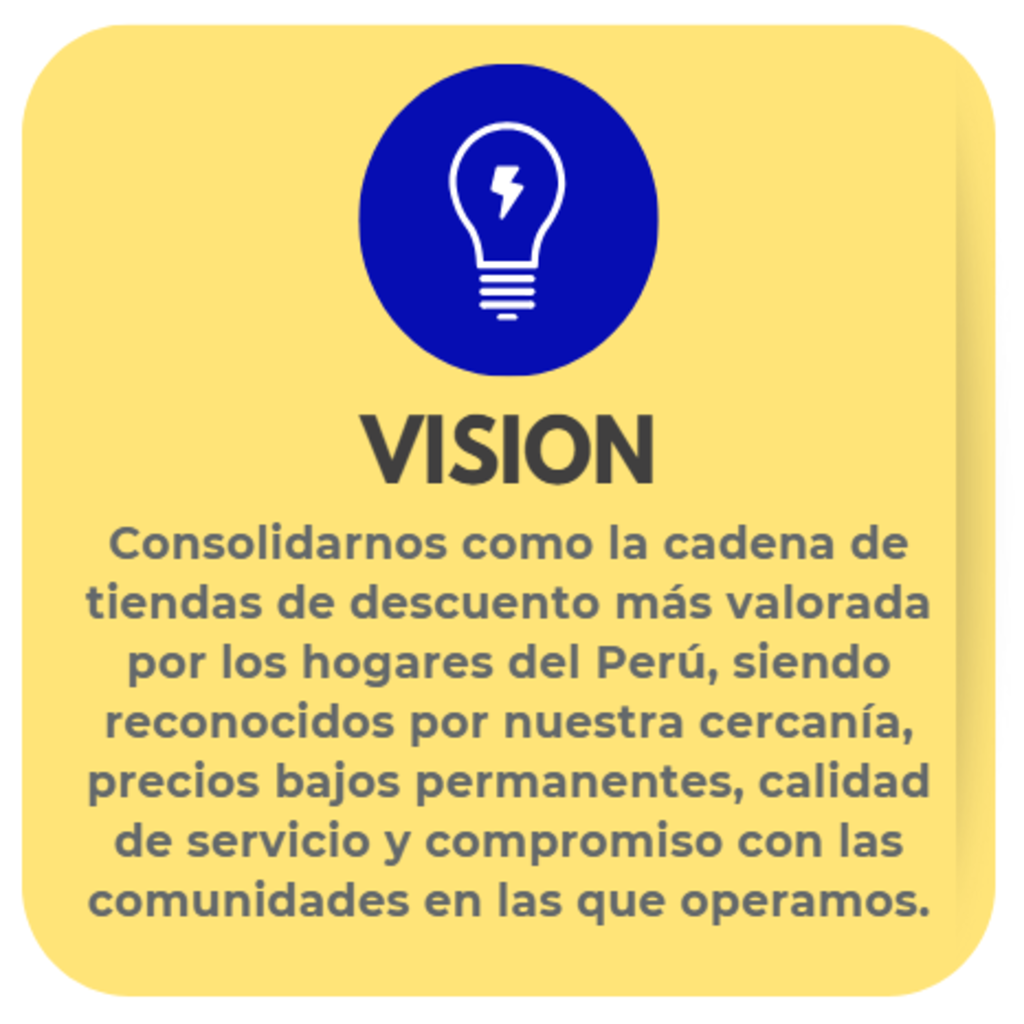 VISION
Consolidarnos como la cadena de
tiendas de descuento más valorada
por los hogares del Perú, siendo
reconocidos por nuestra cercanía,
precios bajos permanentes, calidad
de servicio y compromiso con las
comunidades en las que operamos.